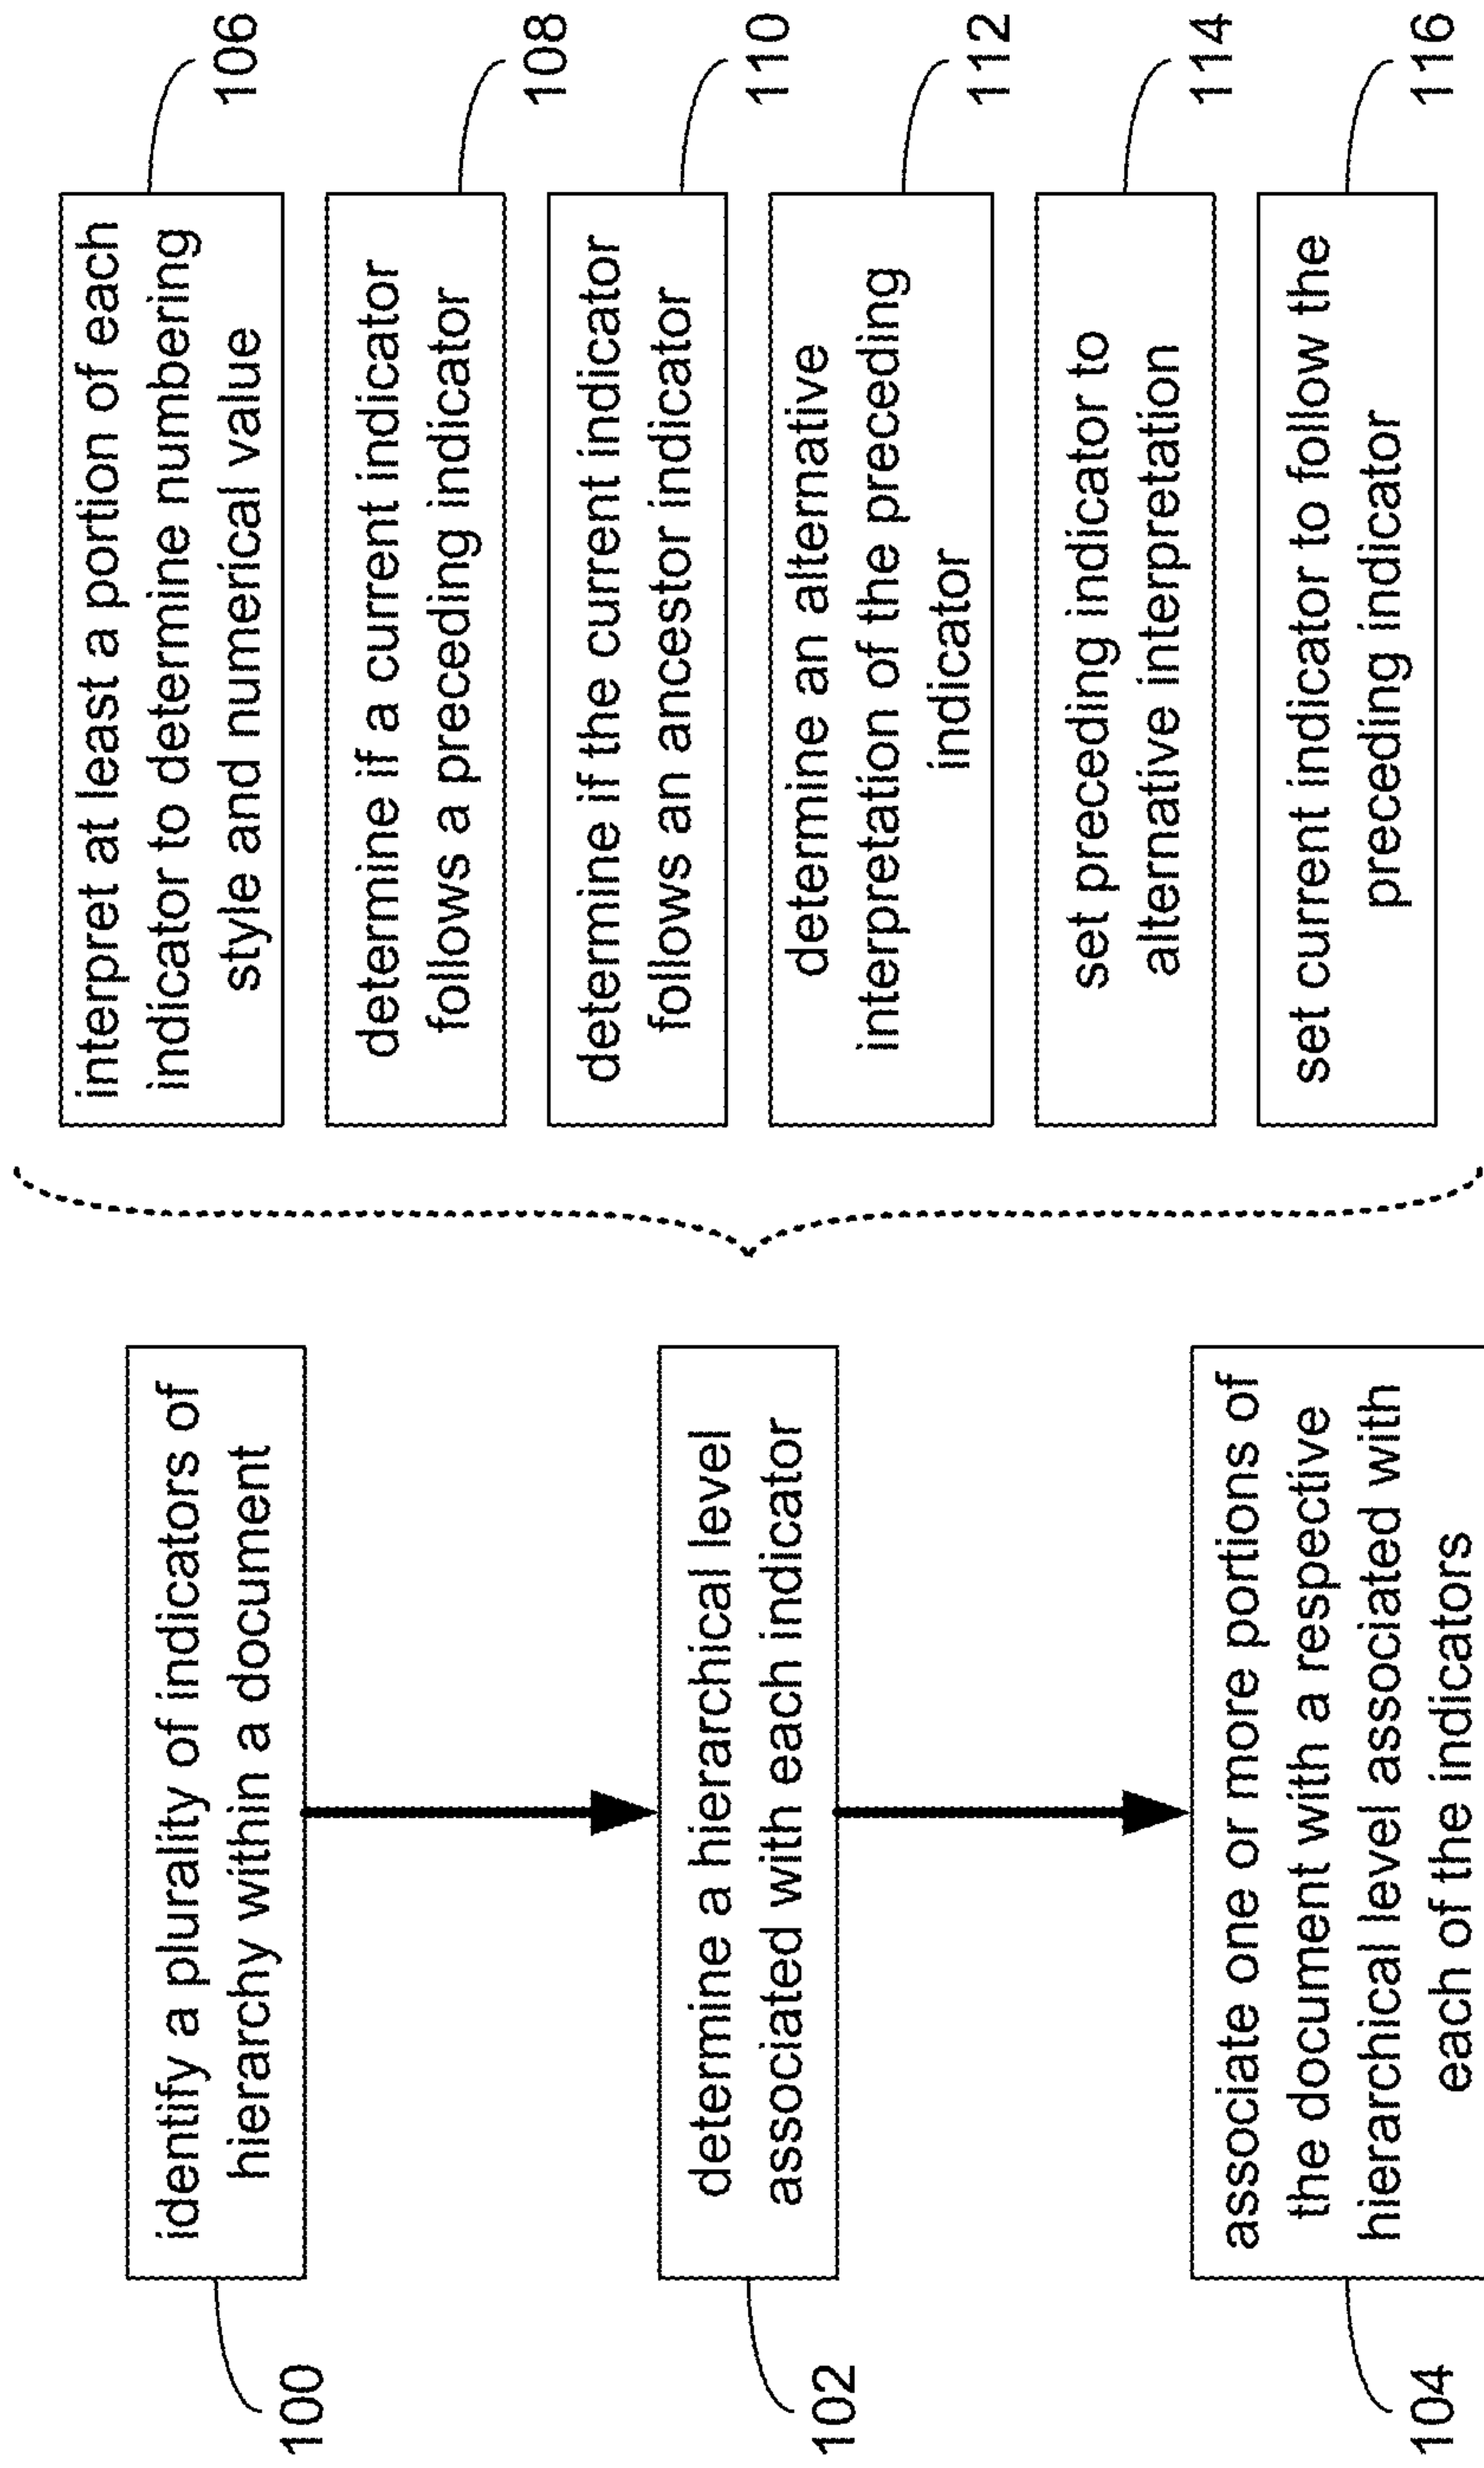 100
identify a plurality of indicators of
hierarchy within a document
102
determine a hierarchical level
associated with each indicator
104
associate one or more portions of
the document with a respective
hierarchical level associated with
each of the indicators
interpret at least a portion of each
indicator to determine numbering
style and numerical value
106
determine if a current indicator
follows a preceding indicator
108
determine if the current indicator
follows an ancestor indicator
110
determine an alternative
interpretation of the preceding
indicator
112
set preceding indicator to
alternative interpretation
114
set current indicator to follow the
preceding indicator
116